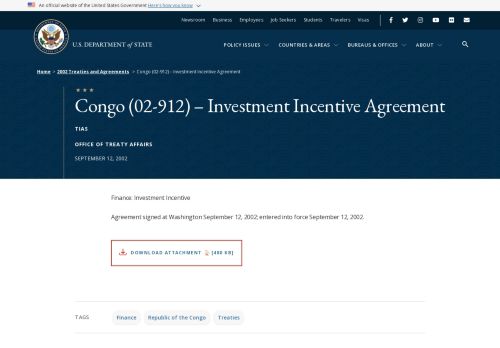 An official website of the United States Government Here's how you know
Newsroom Business Employees Job Seekers Students Travelers Visas
U.S. DEPARTMENT of STATE
POLICY ISSUES COUNTRIES & AREAS BUREAUS & OFFICES ABOUT
Home > 2002 Treaties and Agreements > Congo (02-912) – Investment Incentive Agreement
Congo (02-912) – Investment Incentive Agreement
TIAS
OFFICE OF TREATY AFFAIRS
SEPTEMBER 12, 2002
Finance: Investment Incentive
Agreement signed at Washington September 12, 2002; entered into force September 12, 2002.
DOWNLOAD ATTACHMENT [480 KB]
TAGS Finance Republic of the Congo Treaties